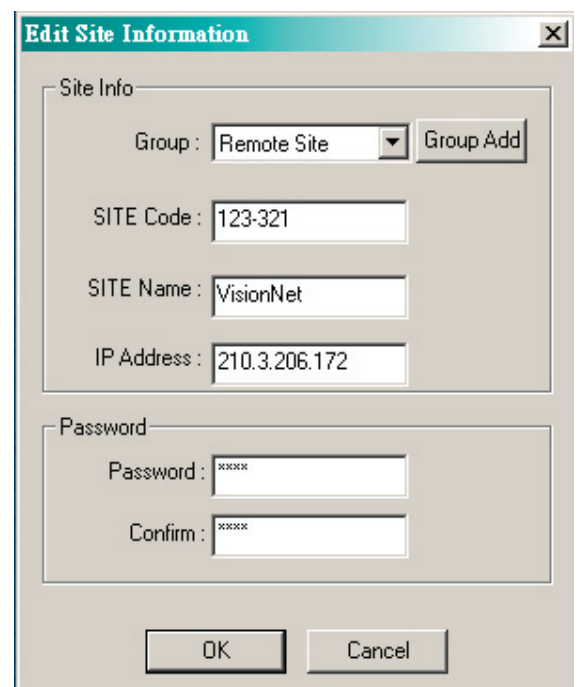 Edit Site Information
Site Info
Group : Remote Site Group Add
SITE Code : 123-321
SITE Name : VisionNet
IP Address : 210.3.206.172
Password
Password : ****
Confirm : ****
OK Cancel